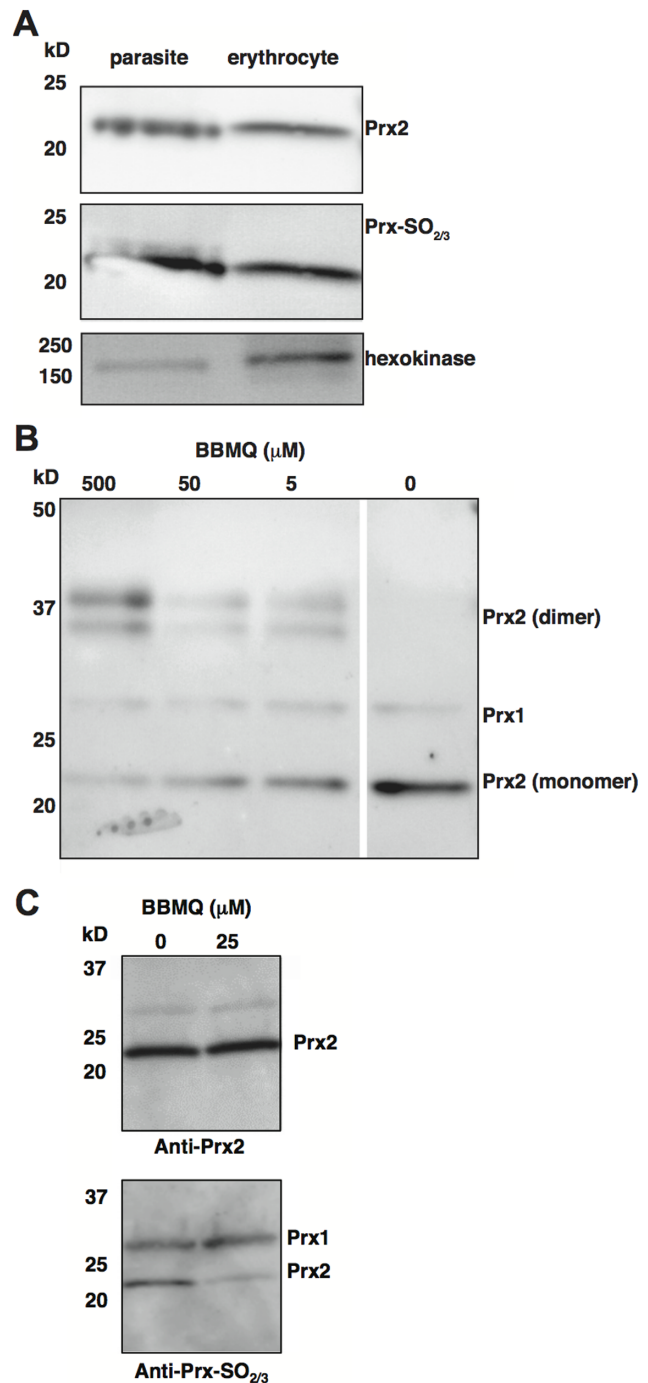 A
kD
parasite erythrocyte
25
Prx2
20
25
Prx-SO2/3
20
250
hexokinase
150
B
BBMQ (μM)
kD
500 50 5 0
50
37
Prx2 (dimer)
Prx1
25
Prx2 (monomer)
20
C
BBMQ (μM)
kD
0 25
37
25
Prx2
20
Anti-Prx2
37
Prx1
25
Prx2
20
Anti-Prx-SO2/3